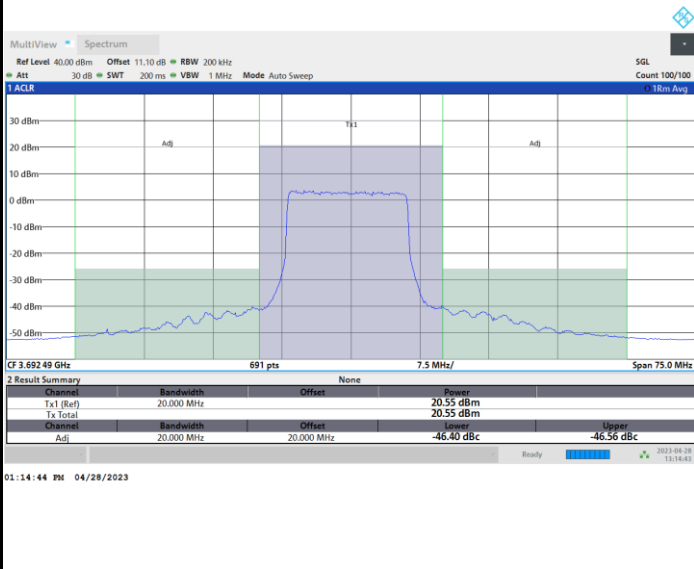 MultiView Spectrum
Ref Level 40.00 dBm Offset 11.10 dB RBW 200 kHz SGL
Att 30 dB SWT 200 ms VBW 1 MHz Mode Auto Sweep Count 100/100
1 ACLR 1Rm Avg
30 dBm
Tx1
20 dBm
Adj Adj
10 dBm
0 dBm
-10 dBm
-20 dBm
-30 dBm
-40 dBm
-50 dBm
CF 3.692 49 GHz 691 pts 7.5 MHz/ Span 75.0 MHz
2 Result Summary None
Channel Bandwidth Offset Power
Tx1 (Ref) 20.000 MHz 20.55 dBm
Tx Total 20.55 dBm
Channel Bandwidth Offset Lower Upper
Adj 20.000 MHz 20.000 MHz -46.40 dBc -46.56 dBc
Ready 2023-04-28
13:14:43
01:14:44 PM 04/28/2023